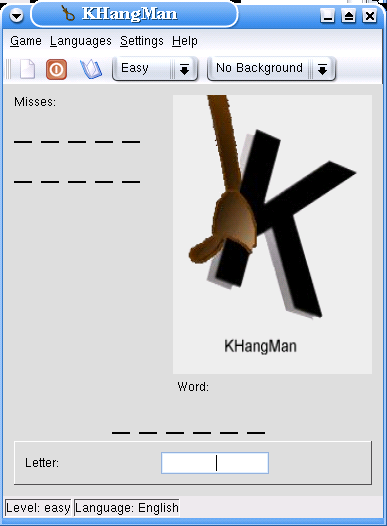 KHangMan
Game Languages Settings Help
Easy No Background
Misses:
KHangMan
Word:
Letter:
Level: easy Language: English